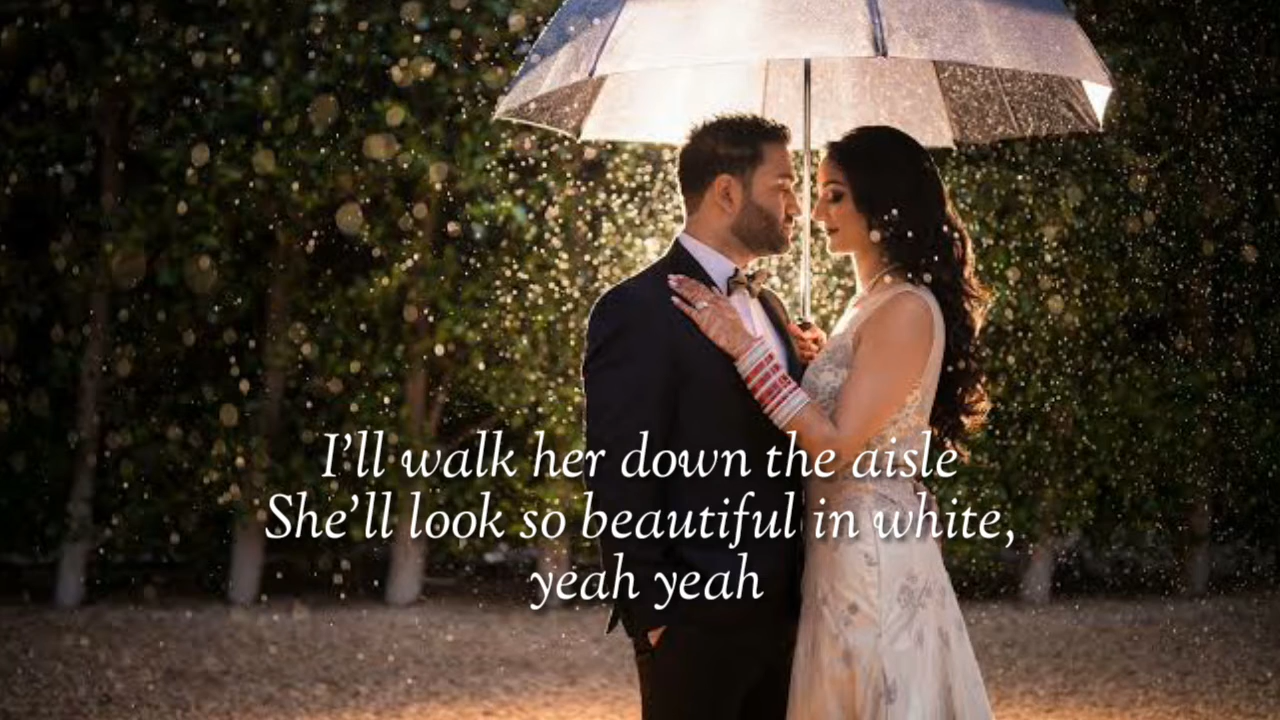 I’ll walk her down the aisle
She’ll look so beautiful in white,
yeah yeah